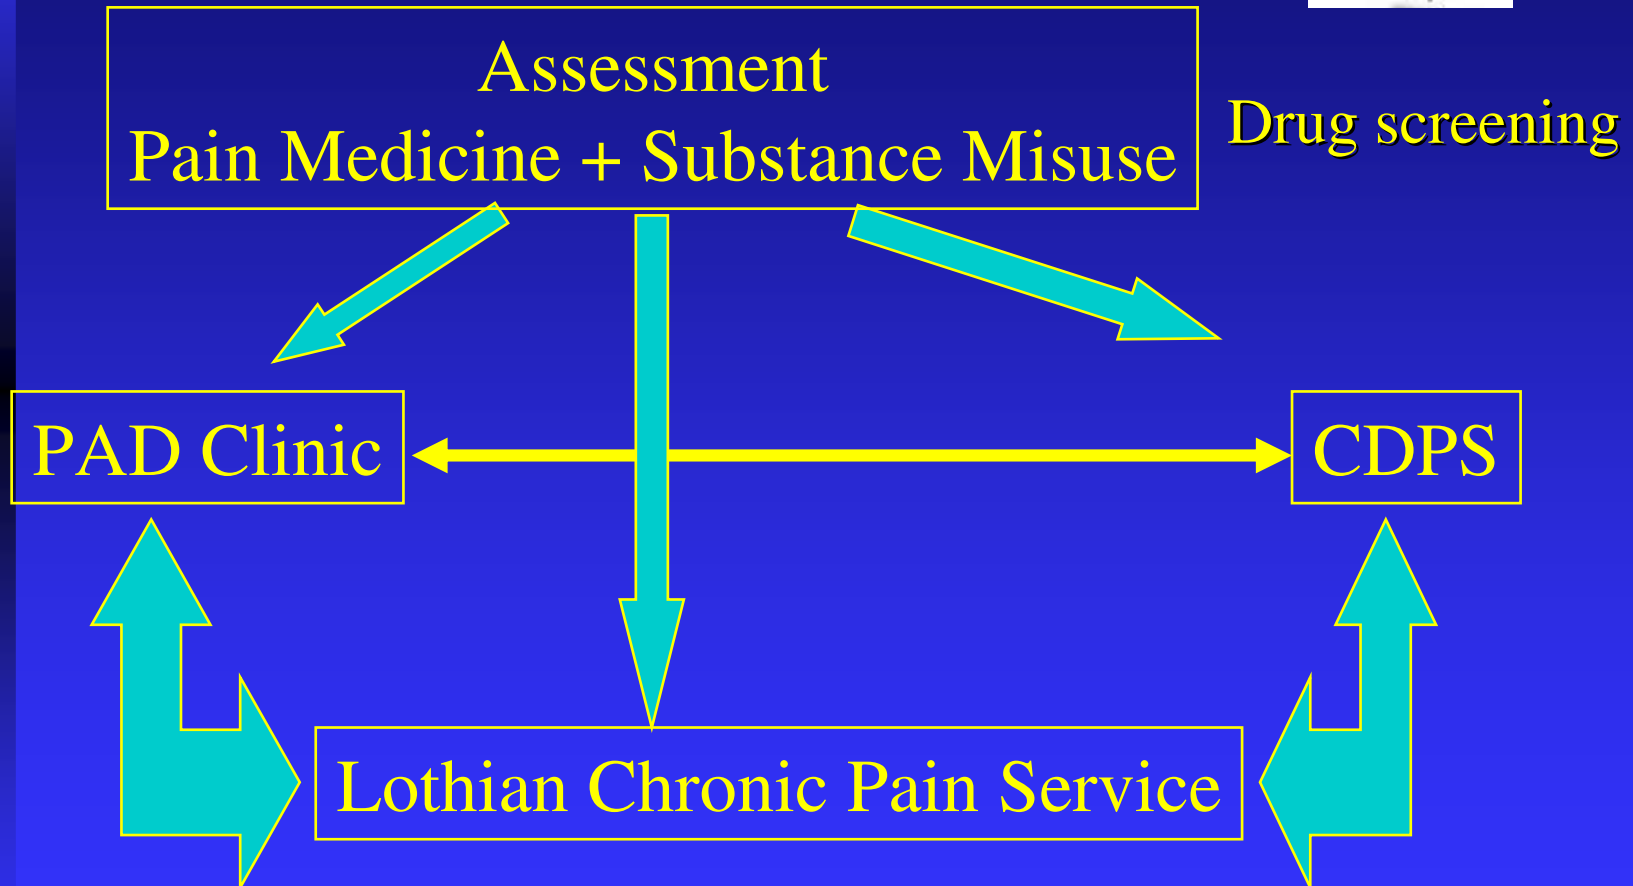 Assessment
Pain Medicine + Substance Misuse
Drug screening
PAD Clinic
CDPS
Lothian Chronic Pain Service